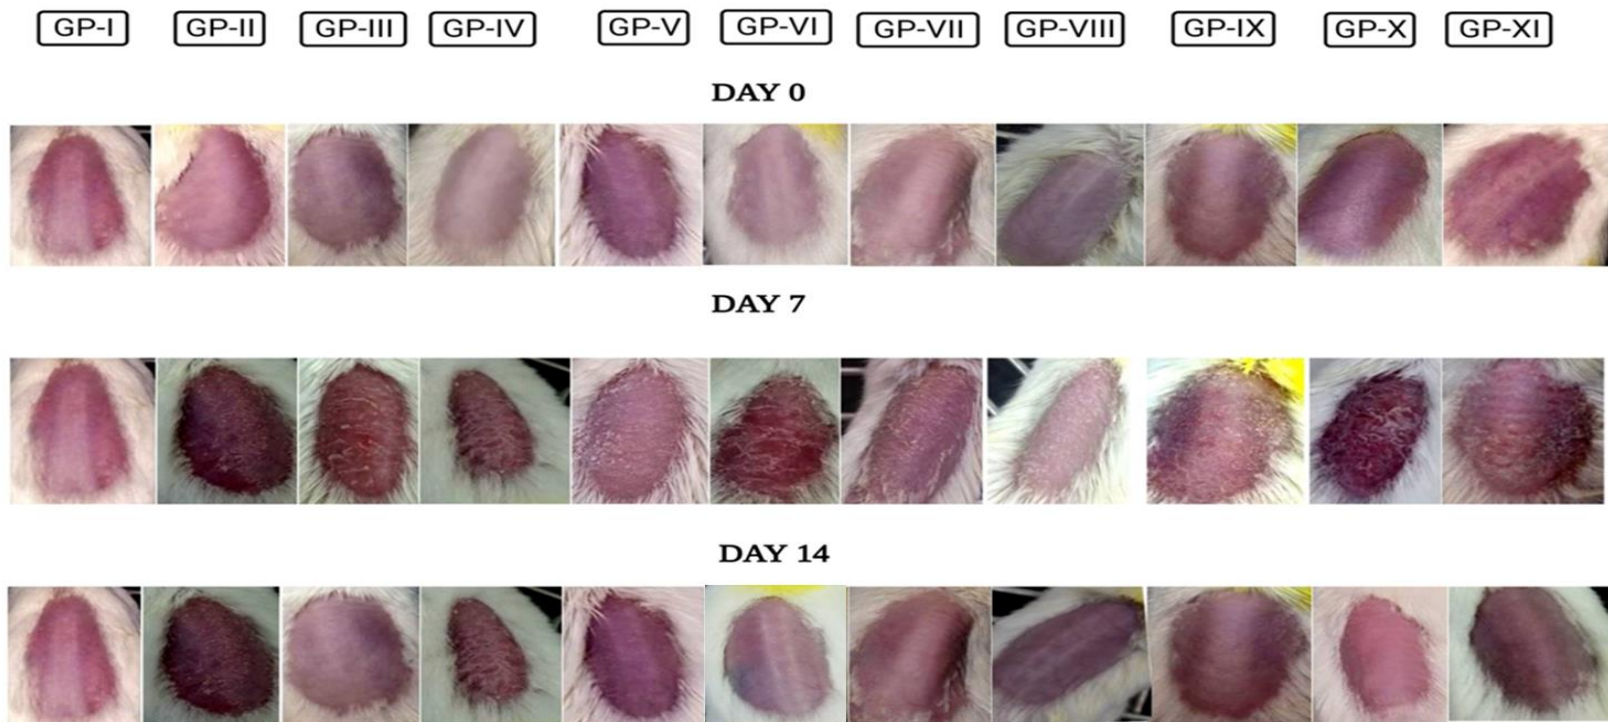 GP-I GP-II GP-III GP-IV GP-V GP-VI GP-VII GP-VIII GP-IX GP-X GP-XI
DAY 0
DAY 7
DAY 14